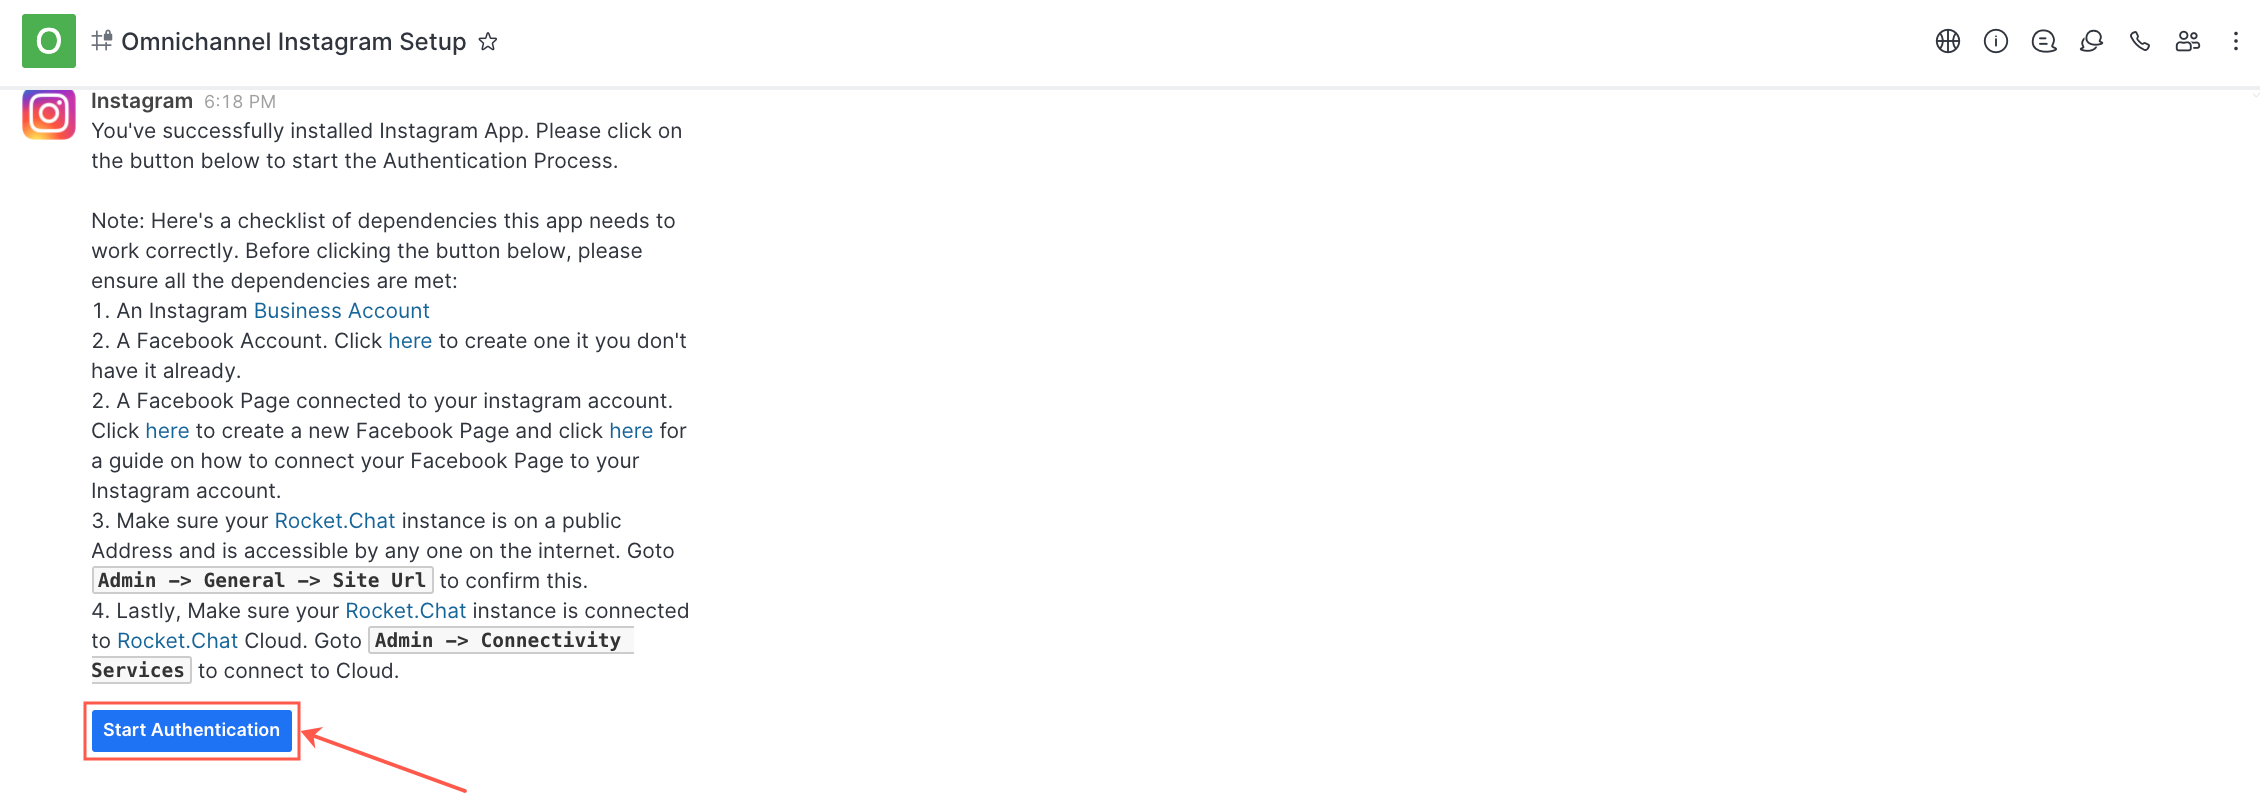 O Omnichannel Instagram Setup
Instagram 6:18 PM
You've successfully installed Instagram App. Please click on
the button below to start the Authentication Process.
Note: Here's a checklist of dependencies this app needs to
work correctly. Before clicking the button below, please
ensure all the dependencies are met:
1. An Instagram Business Account
2. A Facebook Account. Click here to create one it you don't
have it already.
2. A Facebook Page connected to your instagram account.
Click here to create a new Facebook Page and click here for
a guide on how to connect your Facebook Page to your
Instagram account.
3. Make sure your Rocket.Chat instance is on a public
Address and is accessible by any one on the internet. Goto
Admin -> General -> Site Url to confirm this.
4. Lastly, Make sure your Rocket.Chat instance is connected
to Rocket.Chat Cloud. Goto Admin -> Connectivity
Services to connect to Cloud.
Start Authentication